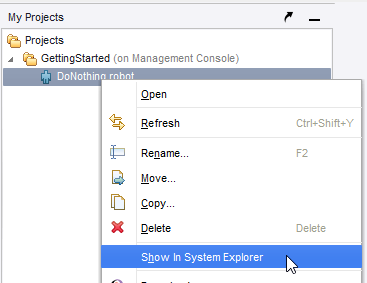 My Projects
Projects
GettingStarted (on Management Console)
DoNothing.robot
Open
Refresh Ctrl+Shift+Y
Rename... F2
Move...
Copy...
Delete Delete
Show In System Explorer